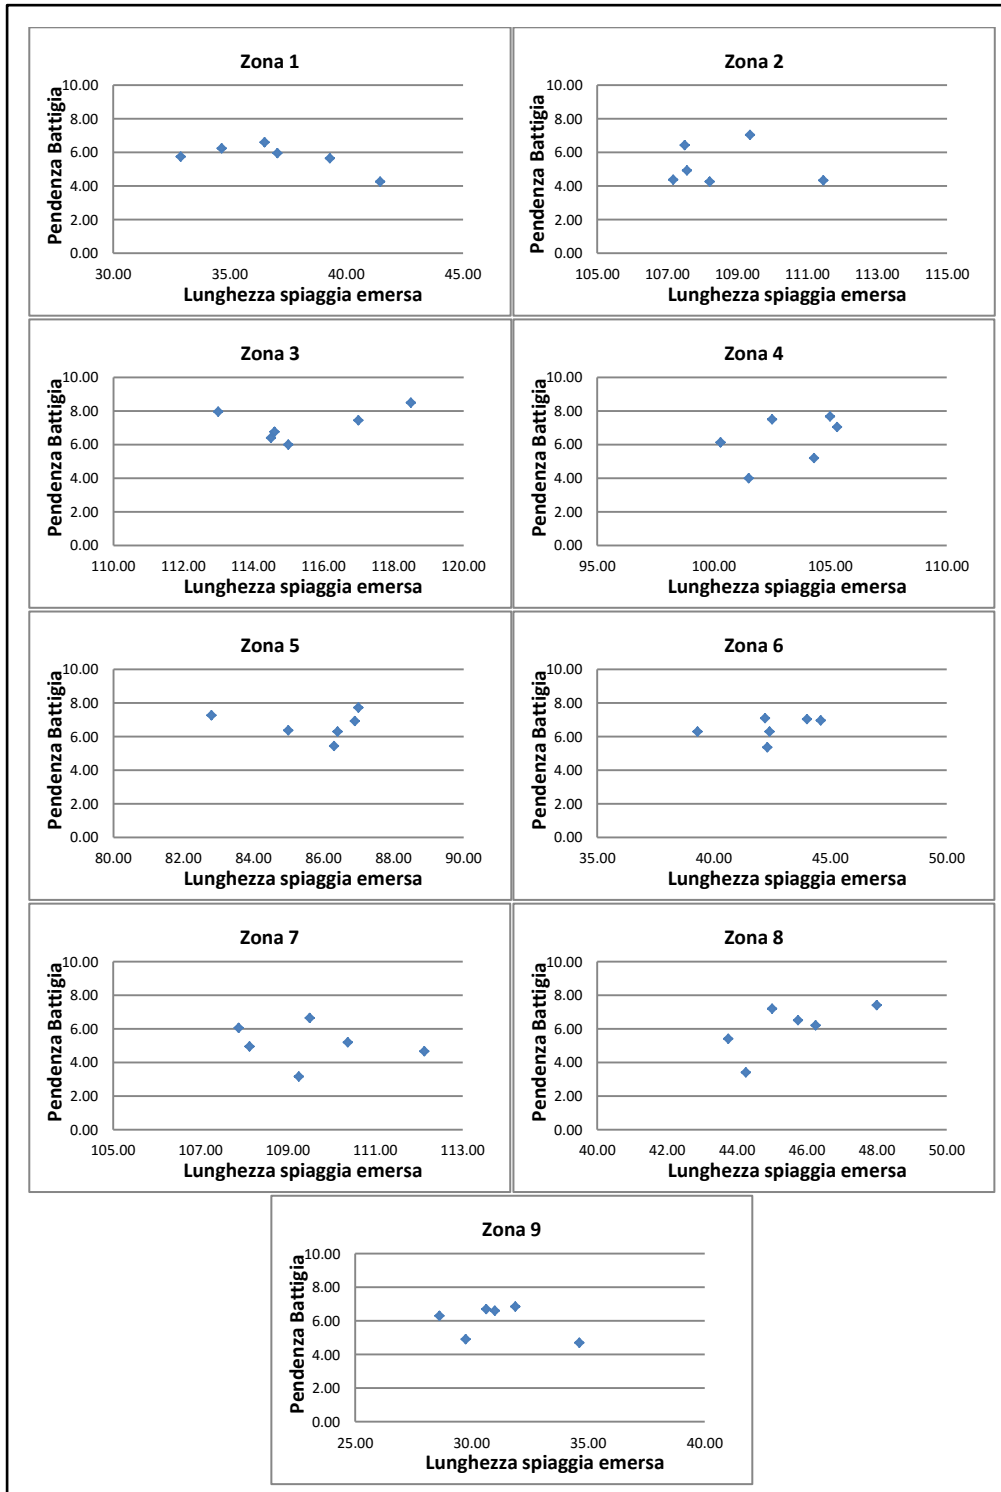 Zona 1
Pendenza Battigia
10.00
8.00
6.00
4.00
2.00
0.00
30.00 35.00 40.00 45.00
Lunghezza spiaggia emersa
Zona 2
Pendenza Battigia
10.00
8.00
6.00
4.00
2.00
0.00
105.00 107.00 109.00 111.00 113.00 115.00
Lunghezza spiaggia emersa
Zona 3
Pendenza Battigia
10.00
8.00
6.00
4.00
2.00
0.00
110.00 112.00 114.00 116.00 118.00 120.00
Lunghezza spiaggia emersa
Zona 4
Pendenza Battigia
10.00
8.00
6.00
4.00
2.00
0.00
95.00 100.00 105.00 110.00
Lunghezza spiaggia emersa
Zona 5
Pendenza Battigia
10.00
8.00
6.00
4.00
2.00
0.00
80.00 82.00 84.00 86.00 88.00 90.00
Lunghezza spiaggia emersa
Zona 6
Pendenza Battigia
10.00
8.00
6.00
4.00
2.00
0.00
35.00 40.00 45.00 50.00
Lunghezza spiaggia emersa
Zona 7
Pendenza Battigia
10.00
8.00
6.00
4.00
2.00
0.00
105.00 107.00 109.00 111.00 113.00
Lunghezza spiaggia emersa
Zona 8
Pendenza Battigia
10.00
8.00
6.00
4.00
2.00
0.00
40.00 42.00 44.00 46.00 48.00 50.00
Lunghezza spiaggia emersa
Zona 9
Pendenza Battigia
10.00
8.00
6.00
4.00
2.00
0.00
25.00 30.00 35.00 40.00
Lunghezza spiaggia emersa